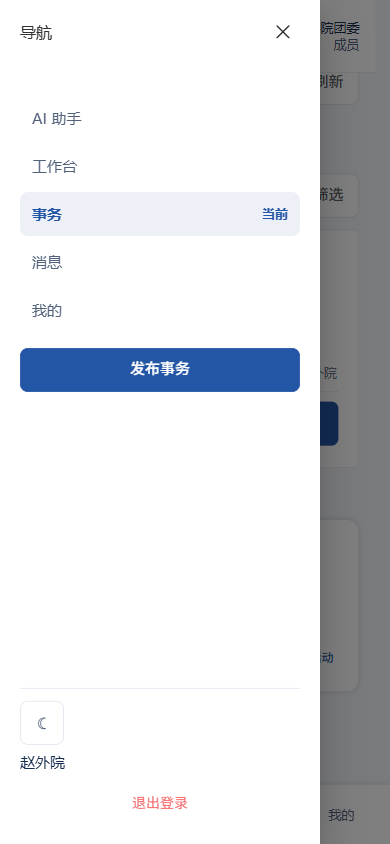 导航
院团委
成员
刷新
AI 助手
工作台
筛选
事务
当前
消息
我的
发布事务
外院
动
赵外院
退出登录
我的